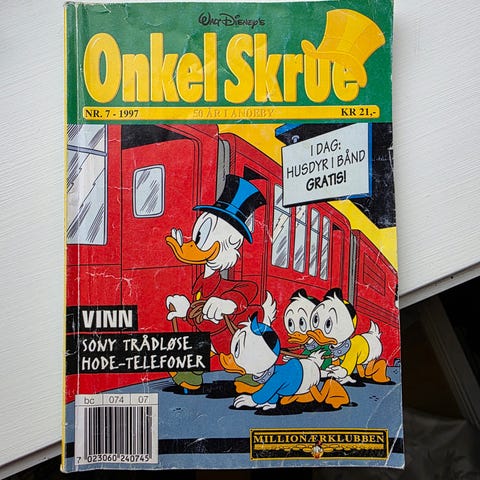 Walt Disney's
Onkel Skrue
NR. 7 - 1997
50 ÅR I ANDEBY
KR 21,-
I DAG:
HUSDYR I BÅND
GRATIS!
VINN
SONY TRÅDLØSE
HODE-TELEFONER
bc 074 07
7 023060 240745
MILLIONÆRKLUBBEN